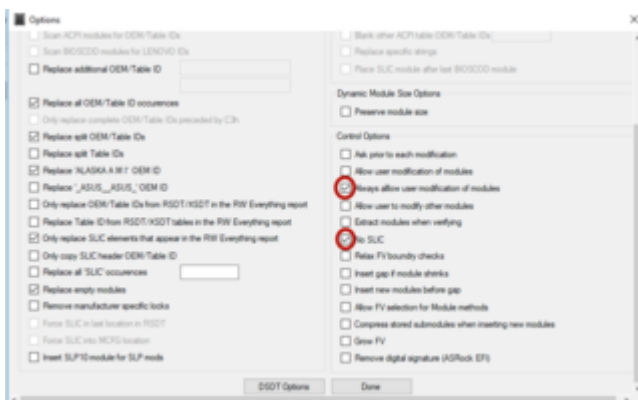 Options
Scan ACPI modules for OEM/Table IDs
Scan BIOSCOD modules for LENOVO IDs
Replace additional OEM/Table ID
Replace all OEM/Table ID occurences
Only replace complete OEM/Table IDs preceded by C3h
Replace split OEM/Table IDs
Replace split Table IDs
Replace 'ALASKA A M I' OEM ID
Replace '_ASUS__ASUS_' OEM ID
Only replace OEM/Table IDs from RSDT/XSDT in the RW Everything report
Replace Table ID from RSDT/XSDT tables in the RW Everything report
Only replace SLIC elements that appear in the RW Everything report
Only copy SLIC header OEM/Table ID
Replace all 'SLIC' occurences
Replace empty modules
Remove manufacturer specific locks
Force SLIC in last location in RSDT
Force SLIC into MCFG location
Insert SLP10 module for SLP mods
Blank other ACPI table OEM/Table IDs
Replace specific strings
Place SLIC module after last BIOSCOD module
Dynamic Module Size Options
Preserve module size
Control Options
Ask prior to each modification
Allow user modification of modules
Always allow user modification of modules
Allow user to modify other modules
Extract modules when verifying
No SLIC
Relax FV boundry checks
Insert gap if module shrinks
Insert new modules before gap
Allow FV selection for Module methods
Compress stored submodules when inserting new modules
Grow FV
Remove digital signature (ASRock EFI)
DSDT Options
Done